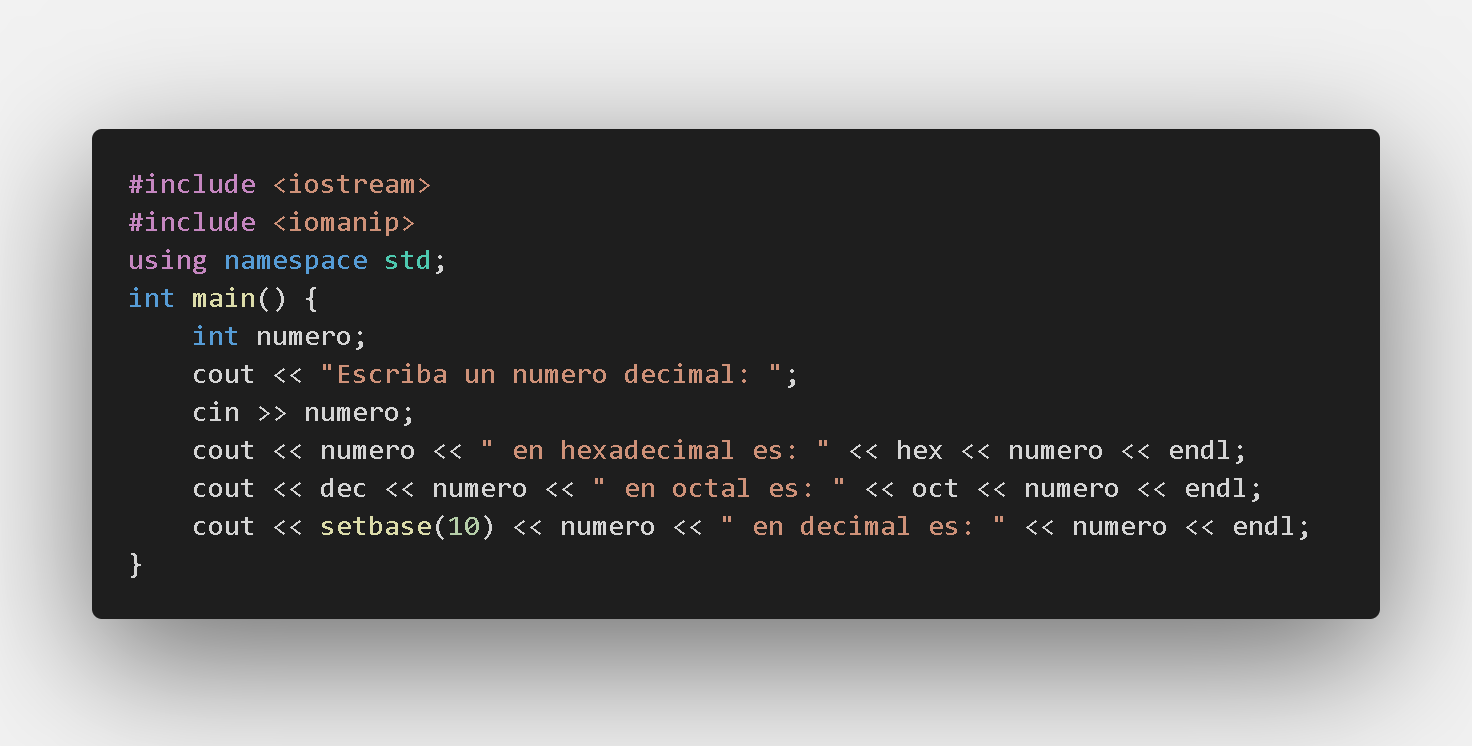 #include <iostream>
#include <iomanip>
using namespace std;
int main() {
    int numero;
    cout << "Escriba un numero decimal: ";
    cin >> numero;
    cout << numero << " en hexadecimal es: " << hex << numero << endl;
    cout << dec << numero << " en octal es: " << oct << numero << endl;
    cout << setbase(10) << numero << " en decimal es: " << numero << endl;
}